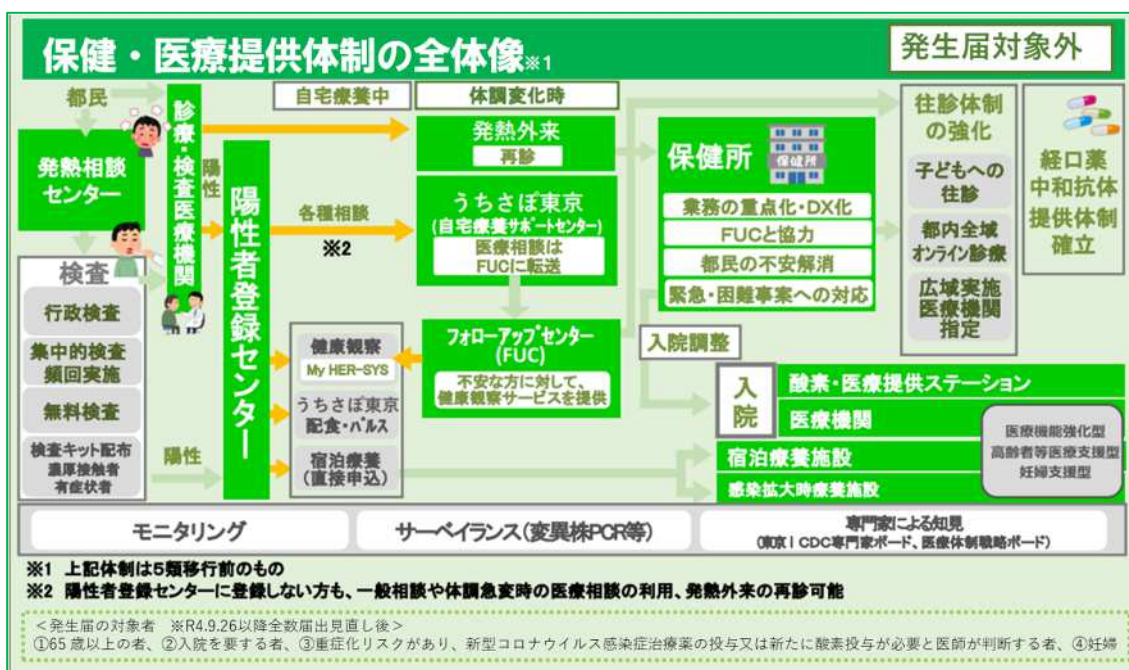 保健・医療提供体制の全体像※1
発生届対象外
都民
発熱相談
センター
検査
行政検査
集中的検査
頻回実施
無料検査
検査キット配布
濃厚接触者
有症状者
診療・検査医療機関
陽性
陽性
陽性者登録センター
自宅療養中
体調変化時
各種相談
※2
発熱外来
再診
うちさぽ東京
(自宅療養サポートセンター)
医療相談は
FUCに転送
フォローアップセンター
(FUC)
不安な方に対して、
健康観察サービスを提供
健康観察
My HER-SYS
うちさぽ東京
配食・パルス
宿泊療養
(直接申込)
保健所
保健所
業務の重点化・DX化
FUCと協力
都民の不安解消
緊急・困難事案への対応
入院調整
往診体制
の強化
子どもへの
往診
都内全域
オンライン診療
広域実施
医療機関
指定
経口薬
中和抗体
提供体制
確立
入院
酸素・医療提供ステーション
医療機関
宿泊療養施設
感染拡大時療養施設
医療機能強化型
高齢者等医療支援型
妊婦支援型
モニタリング
サーベイランス(変異株PCR等)
専門家による知見
(東京iCDC専門家ボード、医療体制戦略ボード)
※1 上記体制は5類移行前のもの
※2 陽性者登録センターに登録しない方も、一般相談や体調急変時の医療相談の利用、発熱外来の再診可能
<発生届の対象者 ※R4.9.26以降全数届出見直し後>
①65歳以上の者、②入院を要する者、③重症化リスクがあり、新型コロナウイルス感染症治療薬の投与又は新たに酸素投与が必要と医師が判断する者、④妊婦